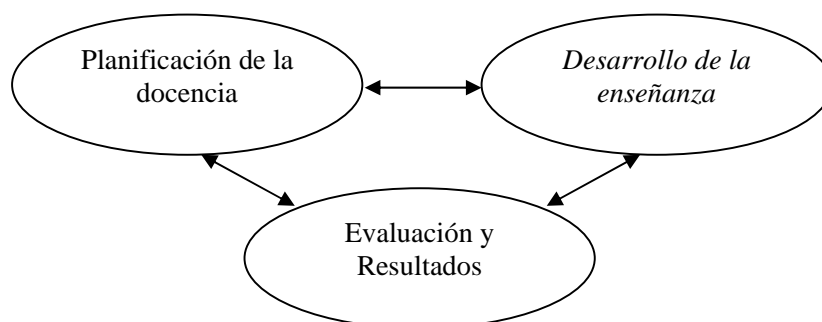 Planificación de la
docencia
Desarrollo de la
enseñanza
Evaluación y
Resultados